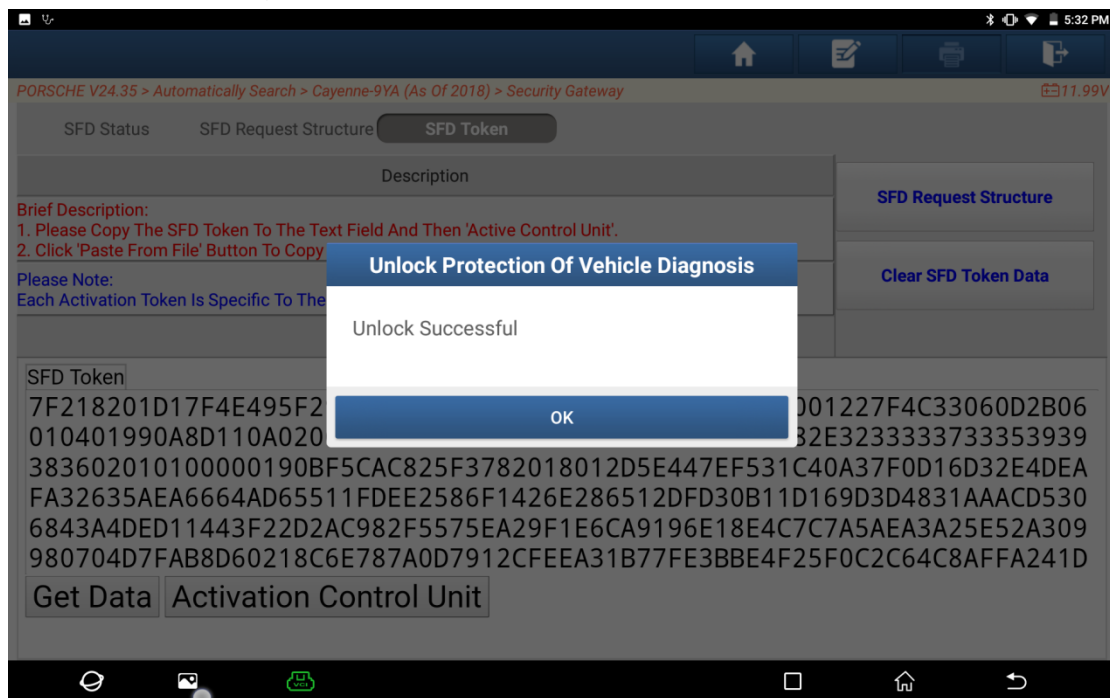 5:32 PM
PORSCHE V24.35 > Automatically Search > Cayenne-9YA (As Of 2018) > Security Gateway
11.99V
SFD Status
SFD Request Structure
SFD Token
Description
SFD Request Structure
Brief Description:
1. Please Copy The SFD Token To The Text Field And Then 'Active Control Unit'.
2. Click 'Paste From File' Button To Copy
Clear SFD Token Data
Please Note:
Each Activation Token Is Specific To The
Unlock Protection Of Vehicle Diagnosis
Unlock Successful
OK
SFD Token
7F218201D17F4E495F2 001227F4C33060D2B06
010401990A8D110A020 32E3233333733353939
383602010100000190BF5CAC825F3782018012D5E447EF531C40A37F0D16D32E4DEA
FA32635AEA6664AD65511FDEE2586F1426E286512DFD30B11D169D3D4831AAACD530
6843A4DED11443F22D2AC982F5575EA29F1E6CA9196E18E4C7C7A5AEA3A25E52A309
980704D7FAB8D60218C6E787A0D7912CFEEA31B77FE3BBE4F25F0C2C64C8AFFA241D
Get Data
Activation Control Unit
VCI